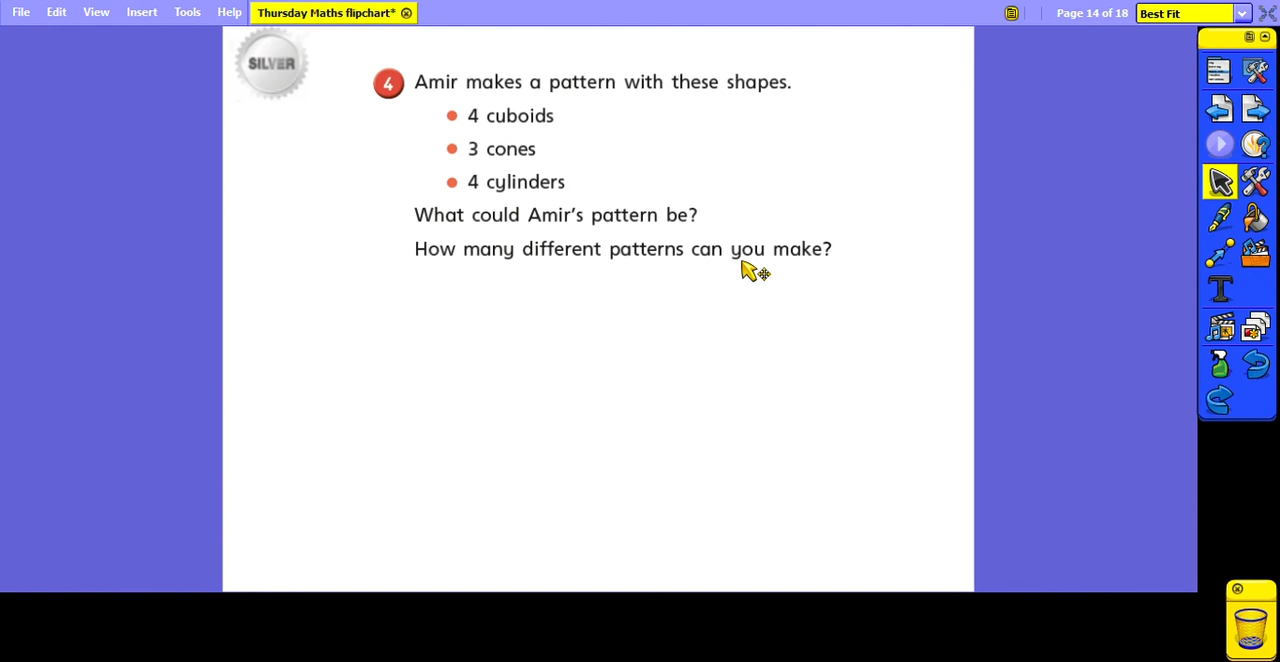 File Edit View Insert Tools Help Thursday Maths flipchart* Page 14 of 18 Best Fit
SILVER
4 Amir makes a pattern with these shapes.
4 cuboids
3 cones
4 cylinders
What could Amir's pattern be?
How many different patterns can you make?
T